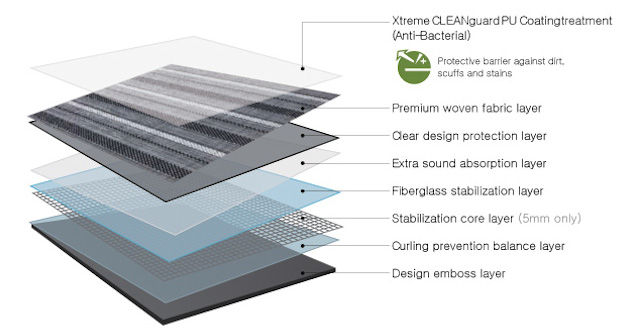 Xtreme CLEANguard PU Coatingtreatment
(Anti-Bacterial)
Protective barrier against dirt,
scuffs and stains
Premium woven fabric layer
Clear design protection layer
Extra sound absorption layer
Fiberglass stabilization layer
Stabilization core layer (5mm only)
Curling prevention balance layer
Design emboss layer